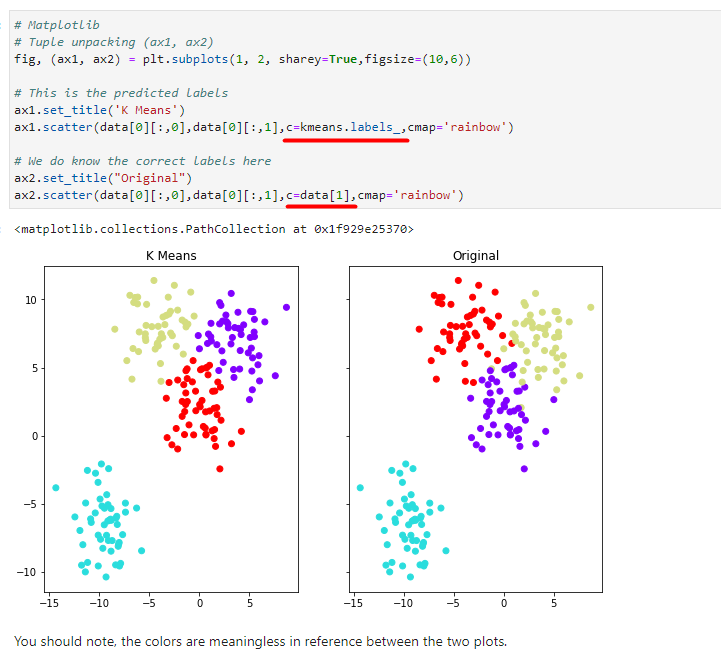 # Matplotlib
# Tuple unpacking (ax1, ax2)
fig, (ax1, ax2) = plt.subplots(1, 2, sharey=True,figsize=(10,6))
# This is the predicted labels
ax1.set_title('K Means')
ax1.scatter(data[0][:,0],data[0][:,1],c=kmeans.labels_,cmap='rainbow')
# We do know the correct labels here
ax2.set_title("Original")
ax2.scatter(data[0][:,0],data[0][:,1],c=data[1],cmap='rainbow')
<matplotlib.collections.PathCollection at 0x1f929e25370>
K Means Original
10
5
0
−5
−10
−15 −10 −5 0 5 −15 −10 −5 0 5
You should note, the colors are meaningless in reference between the two plots.